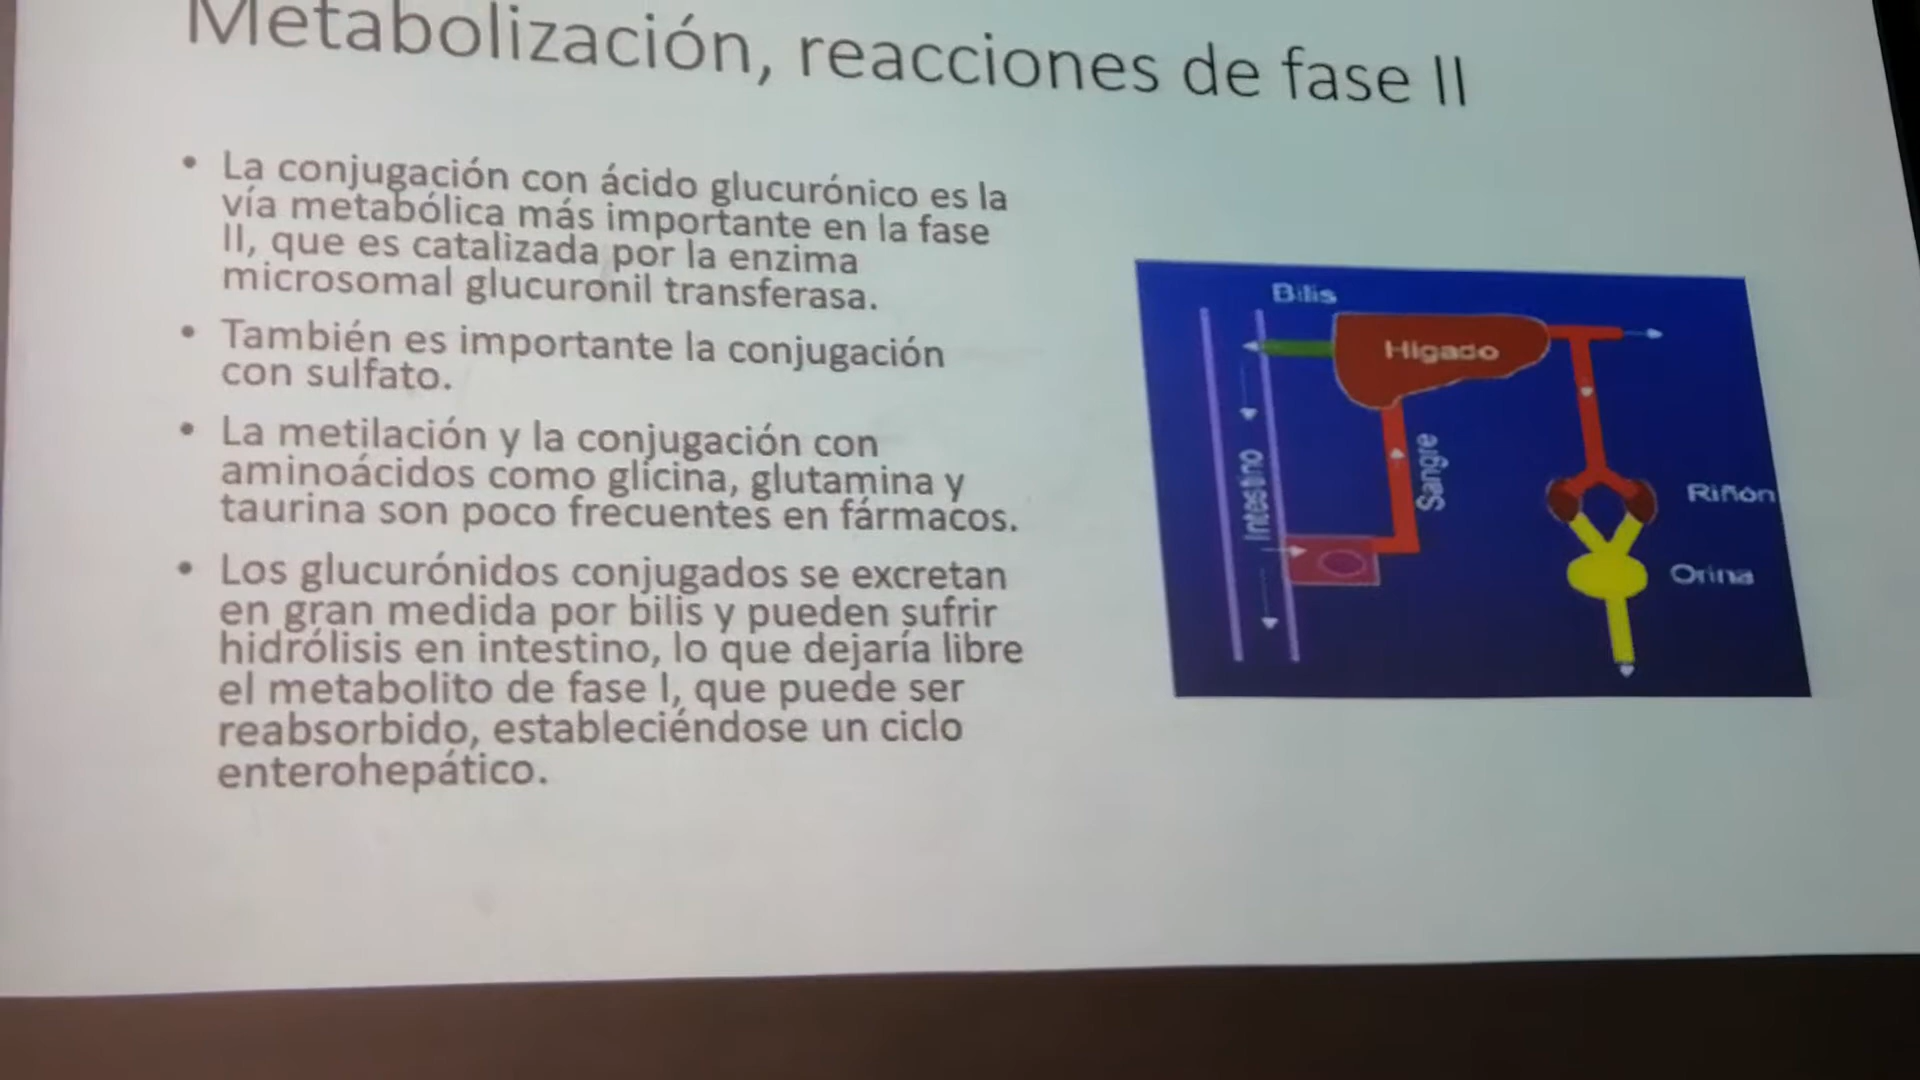 Metabolización, reacciones de fase II
• La conjugación con ácido glucurónico es la
vía metabólica más importante en la fase
II, que es catalizada por la enzima
microsomal glucuronil transferasa.
• También es importante la conjugación
con sulfato.
• La metilación y la conjugación con
aminoácidos como glicina, glutamina y
taurina son poco frecuentes en fármacos.
• Los glucurónidos conjugados se excretan
en gran medida por bilis y pueden sufrir
hidrólisis en intestino, lo que dejaría libre
el metabolito de fase I, que puede ser
reabsorbido, estableciéndose un ciclo
enterohepático.
Bilis
Higado
Intestino
Sangre
Riñón
Orina